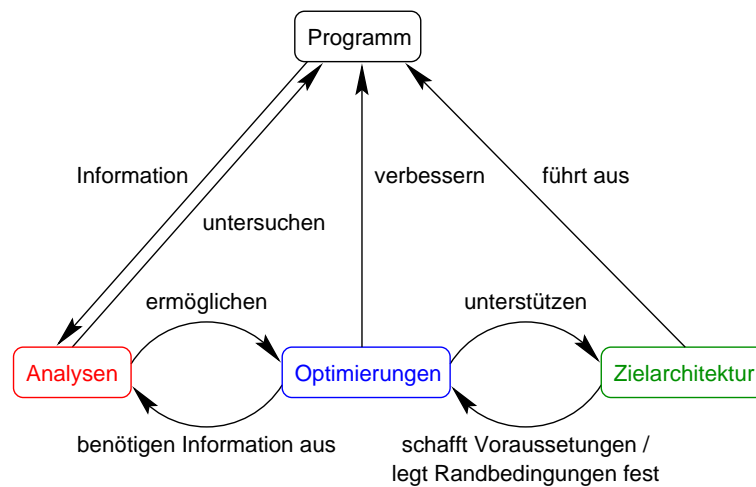 Programm
Information
verbessern
führt aus
untersuchen
ermöglichen
unterstützen
Analysen
Optimierungen
Zielarchitektur
benötigen Information aus
schafft Voraussetungen /
legt Randbedingungen fest